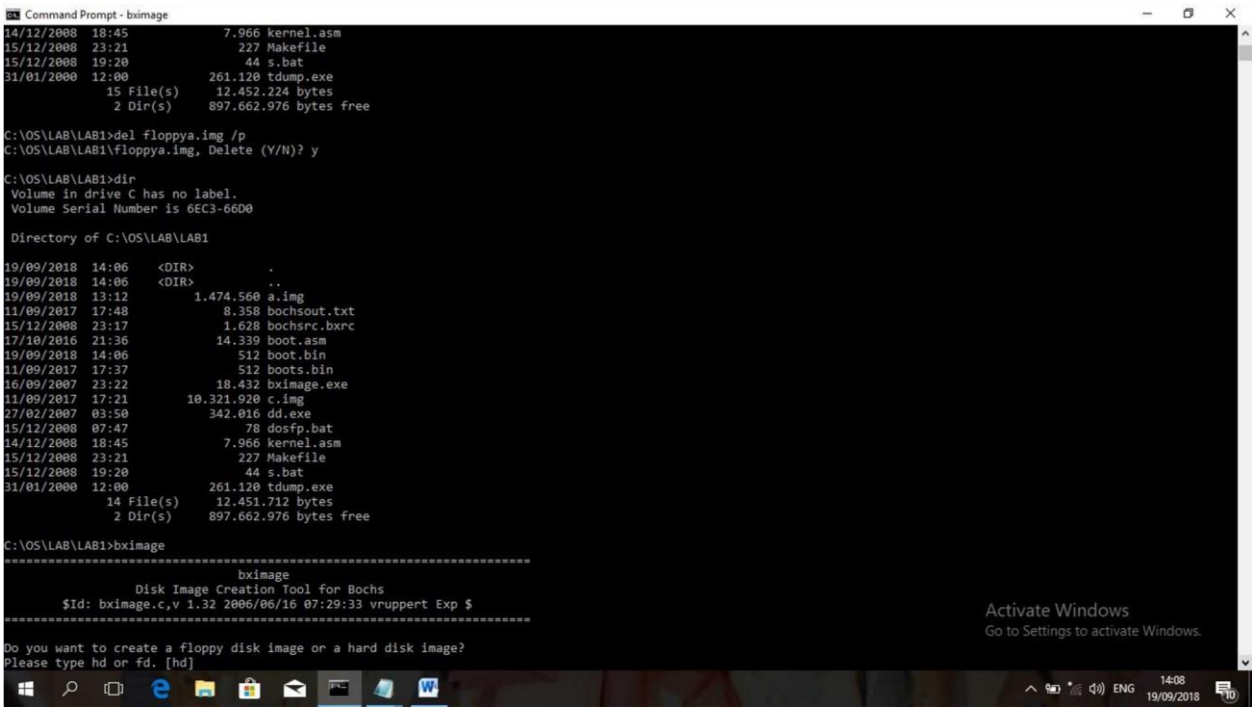 Command Prompt - bximage
14/12/2008  18:45             7.966 kernel.asm
15/12/2008  23:21               227 Makefile
15/12/2008  19:20                44 s.bat
31/01/2000  12:00           261.120 tdump.exe
              15 File(s)     12.452.224 bytes
               2 Dir(s)     897.662.976 bytes free
C:\OS\LAB\LAB1>del floppya.img /p
C:\OS\LAB\LAB1\floppya.img, Delete (Y/N)? y
C:\OS\LAB\LAB1>dir
 Volume in drive C has no label.
 Volume Serial Number is 6EC3-66D0
 Directory of C:\OS\LAB\LAB1
19/09/2018  14:06    <DIR>          .
19/09/2018  14:06    <DIR>          ..
19/09/2018  13:12         1.474.560 a.img
11/09/2017  17:48             8.358 bochsout.txt
15/12/2008  23:17             1.628 bochsrc.bxrc
17/10/2016  21:36            14.339 boot.asm
19/09/2018  14:06               512 boot.bin
11/09/2017  17:37               512 boots.bin
16/09/2007  23:22            18.432 bximage.exe
11/09/2017  17:21        10.321.920 c.img
27/02/2007  03:50           342.016 dd.exe
15/12/2008  07:47                78 dosfp.bat
14/12/2008  18:45             7.966 kernel.asm
15/12/2008  23:21               227 Makefile
15/12/2008  19:20                44 s.bat
31/01/2000  12:00           261.120 tdump.exe
              14 File(s)     12.451.712 bytes
               2 Dir(s)     897.662.976 bytes free
C:\OS\LAB\LAB1>bximage
========================================================================
                                bximage
                  Disk Image Creation Tool for Bochs
        $Id: bximage.c,v 1.32 2006/06/16 07:29:33 vruppert Exp $
========================================================================
Do you want to create a floppy disk image or a hard disk image?
Please type hd or fd. [hd]
Activate Windows
Go to Settings to activate Windows.
ENG
14:08
19/09/2018
10